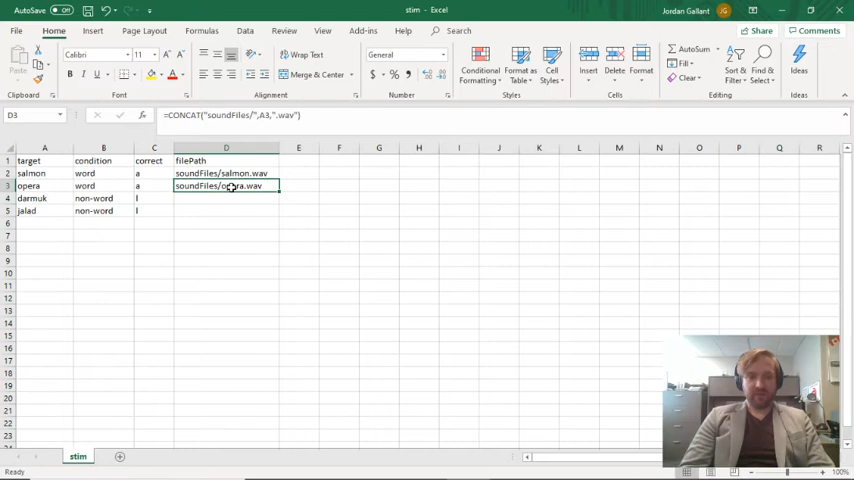 AutoSave Off stim - Excel Jordan Gallant JG
File Home Insert Page Layout Formulas Data Review View Add-ins Help Search Share Comments
Paste Calibri 11 Wrap Text General Conditional Formatting Format as Table Cell Styles Insert Delete Format AutoSum Sort & Filter Find & Select Ideas
B I U Merge & Center $ % Fill Clear
Clipboard Font Alignment Number Styles Cells Editing Ideas
D3 fx =CONCAT("soundFiles/",A3,".wav")
A B C D E F G H I J K L M N O P Q R
1 target condition correct filePath
2 salmon word a soundFiles/salmon.wav
3 opera word a soundFiles/opera.wav
4 darmuk non-word l
5 jalad non-word l
6
7
8
9
10
11
12
13
14
15
16
17
18
19
20
21
22
23
stim
Ready 100%